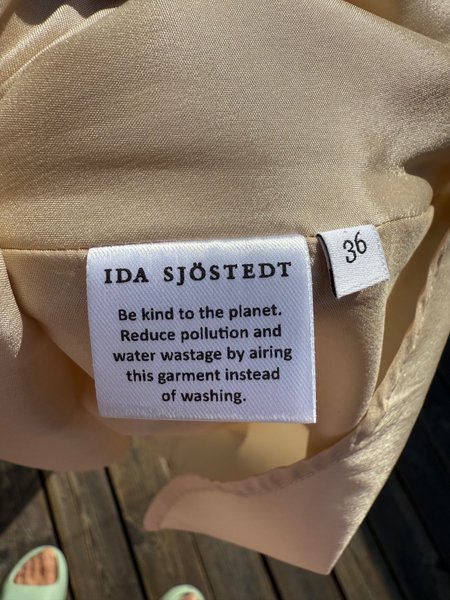 IDA SJÖSTEDT
36
Be kind to the planet.
Reduce pollution and
water wastage by airing
this garment instead
of washing.